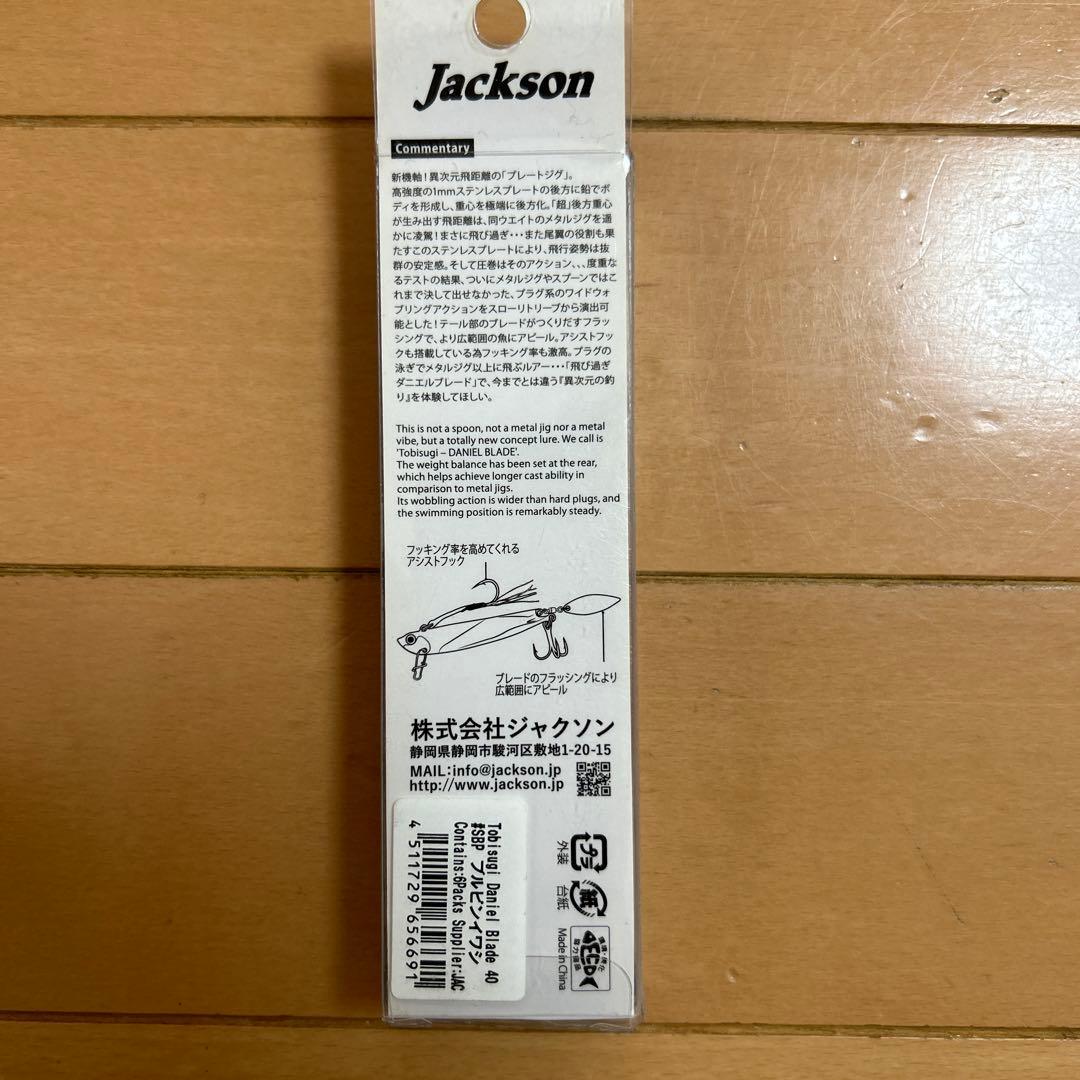 Jackson
Commentary
新機軸！異次元飛距離の「プレートジグ」。
高強度の1mmステンレスプレートの後方に鉛でボ
ディを形成し、重心を極端に後方化。「超」後方重心
が生み出す飛距離は、同ウエイトのメタルジグを遥
かに凌駕！まさに飛び過ぎ・・・また尾翼の役割も果
たすこのステンレスプレートにより、飛行姿勢は抜
群の安定感。そして圧巻はそのアクション、、、度重な
るテストの結果、ついにメタルジグやスプーンではこ
れまで決して出せなかった、プラグ系のワイドウォ
ブリングアクションをスローリトリーブから演出可
能とした！テール部のブレードがつくりだすフラッ
シングで、より広範囲の魚にアピール。アシストフッ
クも搭載している為フッキング率も激高。プラグの
泳ぎでメタルジグ以上に飛ぶルアー・・・「飛び過ぎ
ダニエルブレード」で、今までとは違う『異次元の釣
り』を体験してほしい。
This is not a spoon, not a metal jig nor a metal
vibe, but a totally new concept lure. We call is
'Tobisugi – DANIEL BLADE'.
The weight balance has been set at the rear,
which helps achieve longer cast ability in
comparison to metal jigs.
Its wobbling action is wider than hard plugs, and
the swimming position is remarkably steady.
フッキング率を高めてくれる
アシストフック
ブレードのフラッシングにより
広範囲にアピール
株式会社ジャクソン
静岡県静岡市駿河区敷地1-20-15
MAIL:info@jackson.jp
http://www.jackson.jp
Tobisugi Daniel Blade 40
#SBP ブルピンイワシ
Contains:6Packs Supplier:JAC
4 511729 656691
プラ
外装
紙
台紙
Made in China
ECO